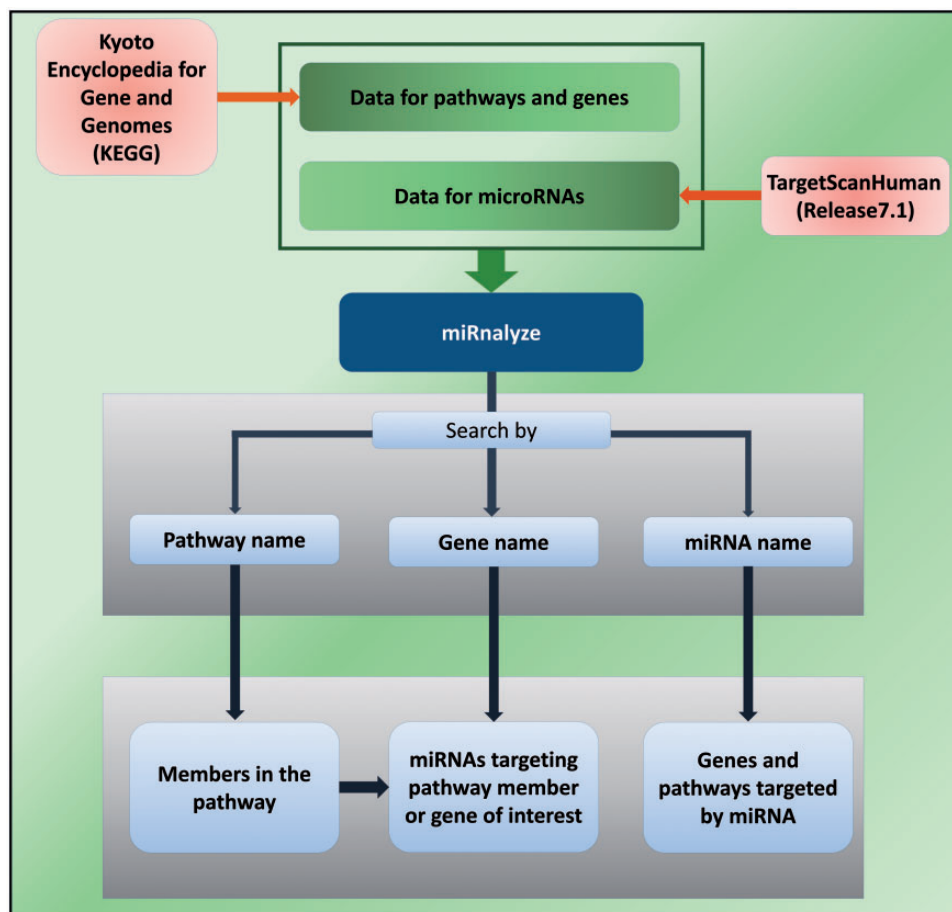 Kyoto
Encyclopedia for
Gene and
Genomes
(KEGG)
Data for pathways and genes
Data for microRNAs
TargetScanHuman
(Release7.1)
miRnalyze
Search by
Pathway name
Gene name
miRNA name
Members in the
pathway
miRNAs targeting
pathway member
or gene of interest
Genes and
pathways targeted
by miRNA